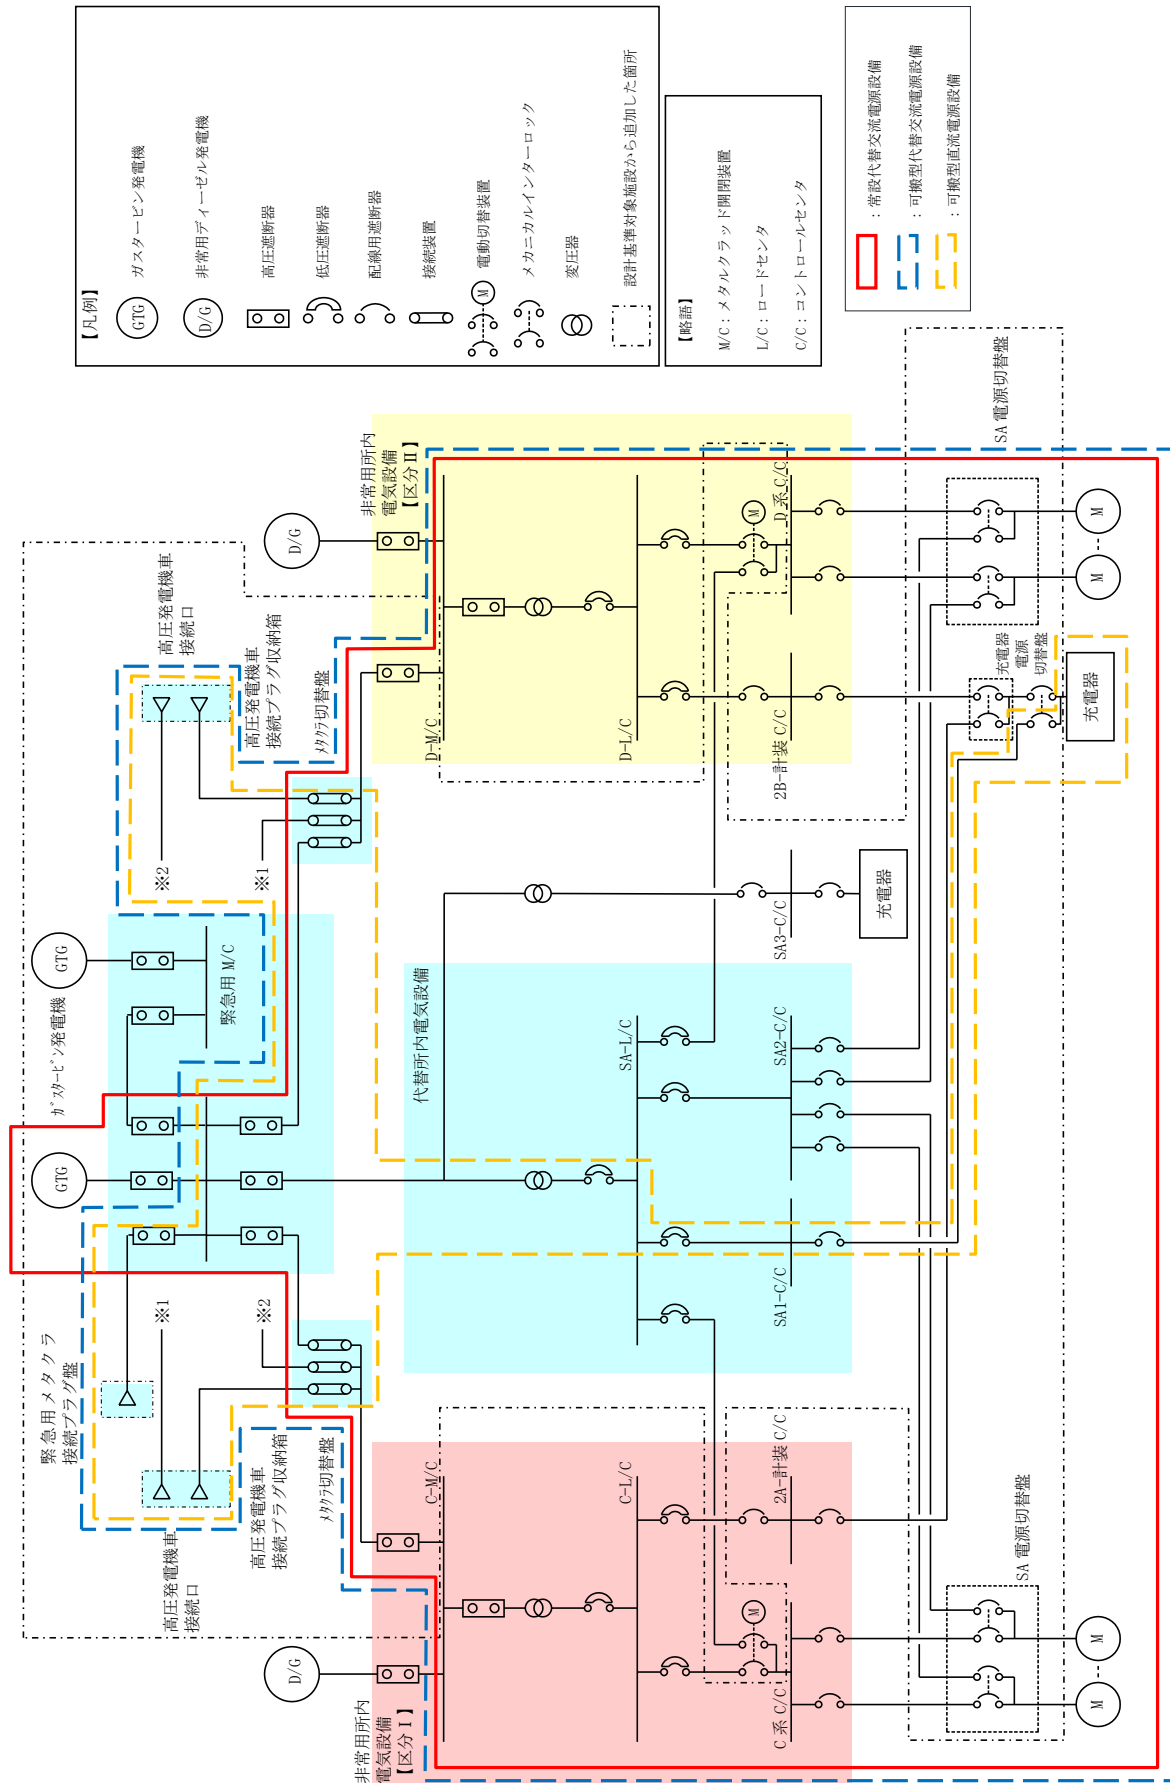 【凡例】
GTG
ガスタービン発電機
D/G
非常用ディーゼル発電機
高圧遮断器
低圧遮断器
配線用遮断器
接続装置
M
電動切替装置
メカニカルインターロック
変圧器
設計基準対象施設から追加した箇所
【略語】
M/C：メタルクラッド開閉装置
L/C：ロードセンタ
C/C：コントロールセンタ
：常設代替交流電源設備
：可搬型代替交流電源設備
：可搬型直流電源設備
緊急用メタクラ
接続プラグ盤
GTG
ｶﾞｽﾀｰﾋﾞﾝ発電機
GTG
高圧発電機車
接続口
※1
※2
緊急用 M/C
※2
※1
高圧発電機車
接続口
高圧発電機車
接続プラグ収納箱
ﾒﾀｸﾗ切替盤
高圧発電機車
接続プラグ収納箱
ﾒﾀｸﾗ切替盤
D/G
D/G
非常用所内
電気設備
【区分Ⅰ】
代替所内電気設備
非常用所内
電気設備
【区分Ⅱ】
C-M/C
D-M/C
C-L/C
SA-L/C
D-L/C
M
M
C 系 C/C
2A-計装 C/C
SA1-C/C
SA2-C/C
SA3-C/C
2B-計装 C/C
D 系 C/C
充電器
SA 電源切替盤
充電器
電源
切替盤
SA 電源切替盤
充電器
M
M
M
M